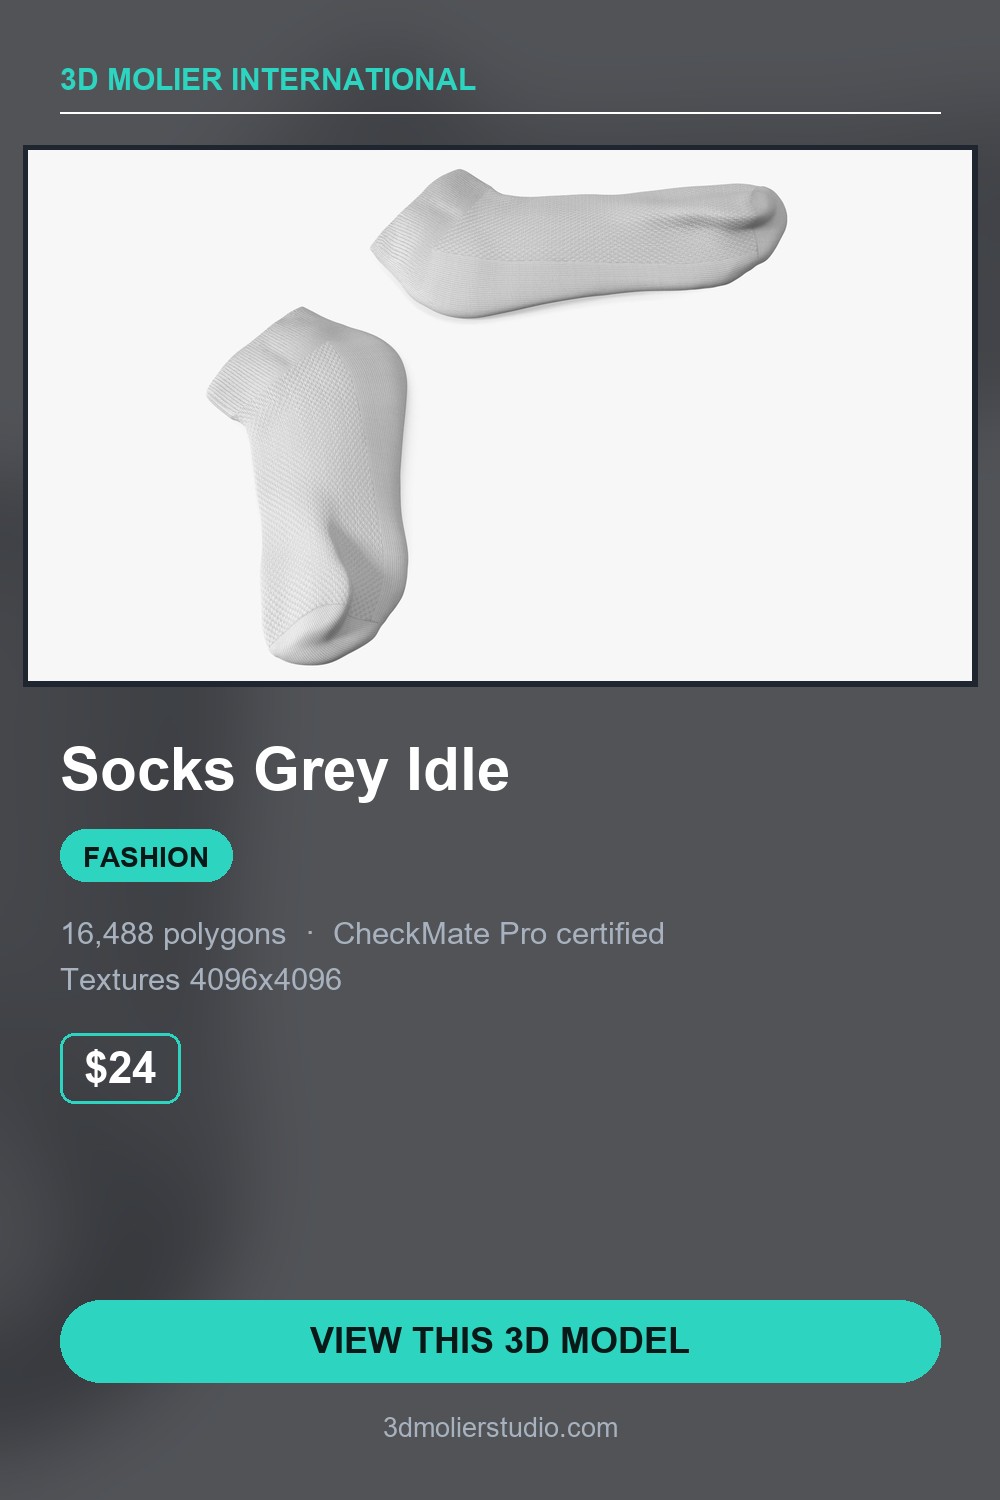 3D MOLIER INTERNATIONAL
Socks Grey Idle
FASHION
16,488 polygons · CheckMate Pro certified
Textures 4096x4096
$24
VIEW THIS 3D MODEL
3dmolierstudio.com